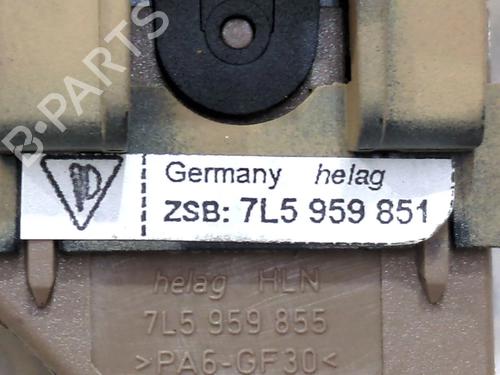 B-PARTS
Germany helag
ZSB: 7L5 959 851
helag HLN
7L5 959 855
>PA6-GF30<